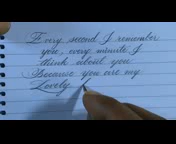 Every second I remember
you, every minute I
think about you
Because you are my
Lovely